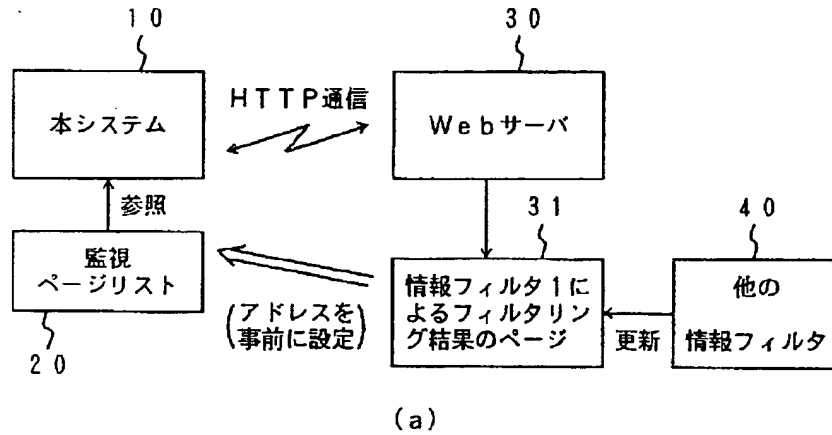 10
30
本システム
HTTP通信
Webサーバ
参照
31
40
監視
ページリスト
(アドレスを
事前に設定)
情報フィルタ1に
よるフィルタリン
グ結果のページ
更新
他の
情報フィルタ
20
(a)